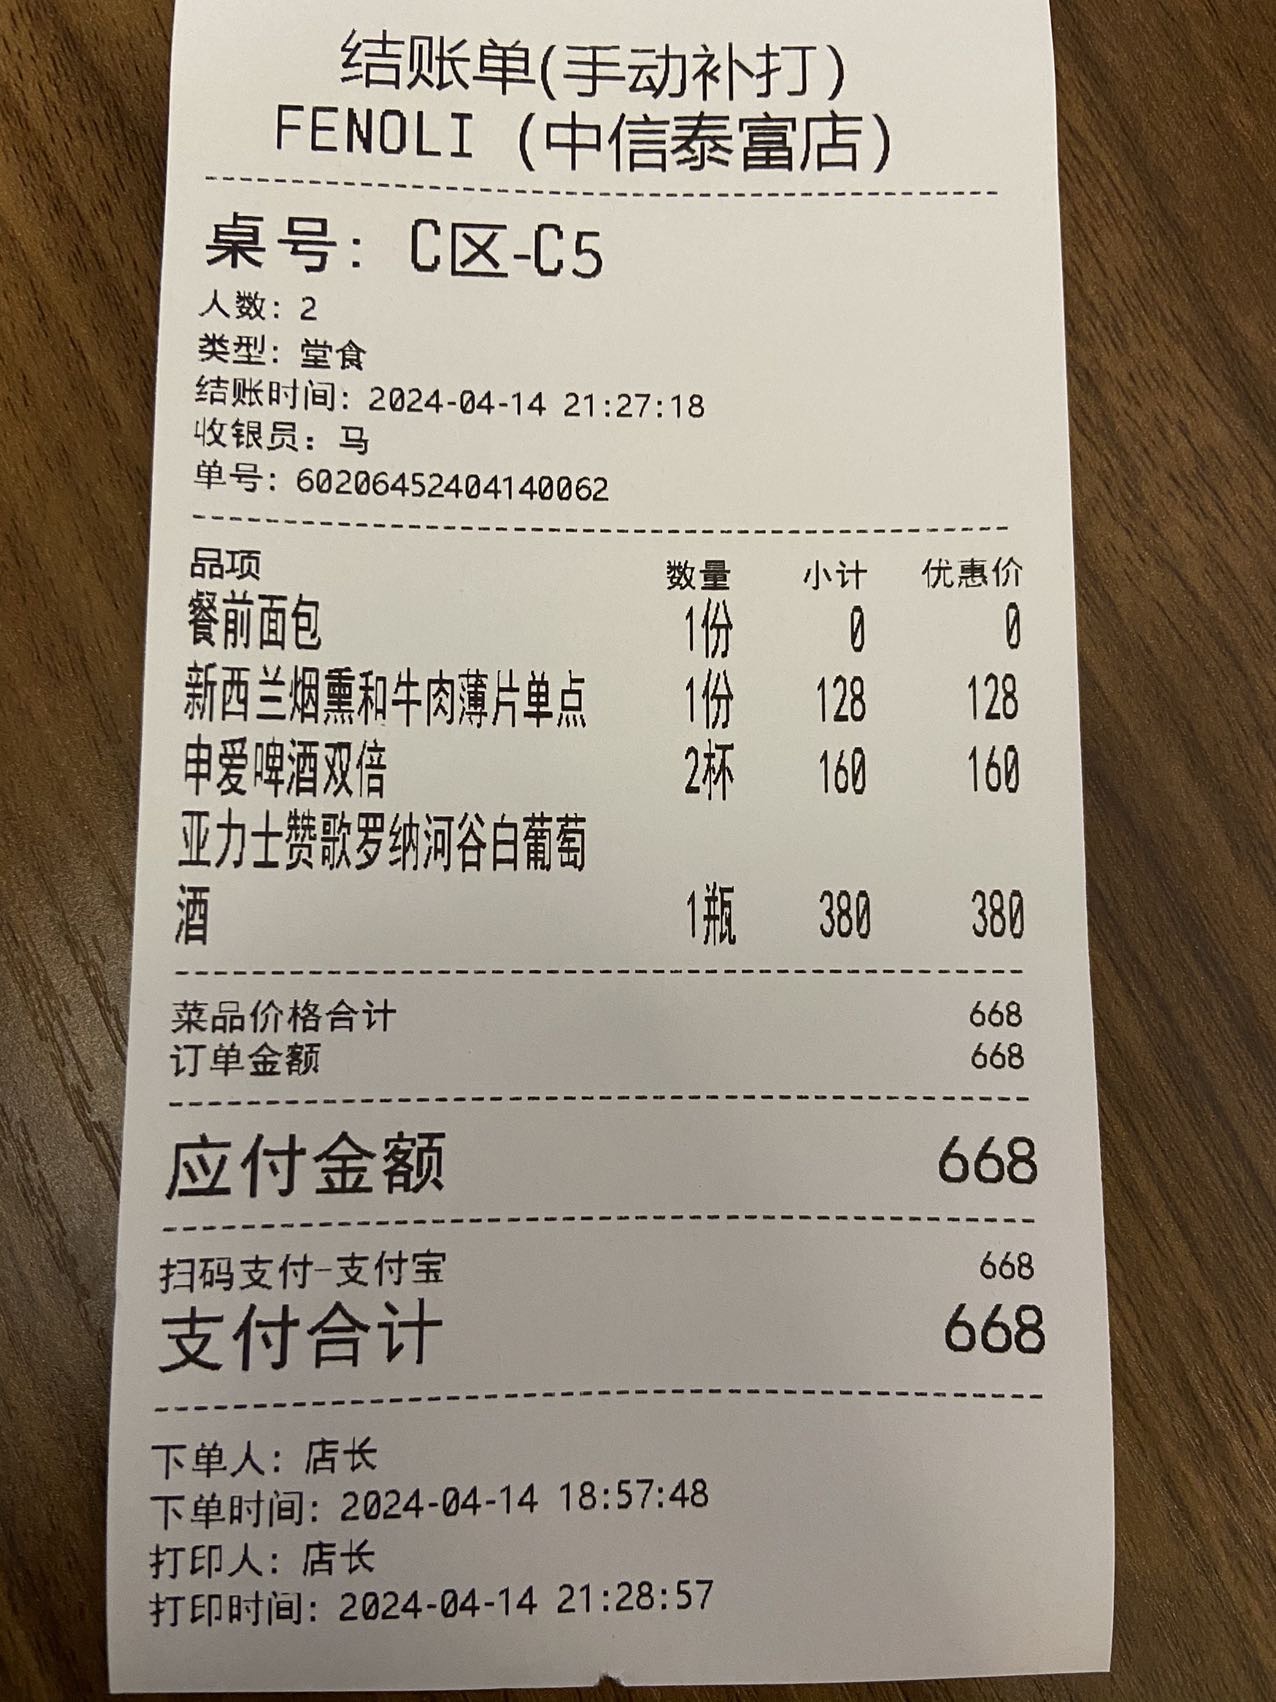 结账单(手动补打)
FENOLI (中信泰富店)
桌号: C区-C5
人数: 2
类型: 堂食
结账时间: 2024-04-14 21:27:18
收银员: 马
单号: 60206452404140062
品项 数量 小计 优惠价
餐前面包 1份 0 0
新西兰烟熏和牛肉薄片单点 1份 128 128
申爱啤酒双倍 2杯 160 160
亚力士赞歌罗纳河谷白葡萄
酒 1瓶 380 380
菜品价格合计 668
订单金额 668
应付金额 668
扫码支付-支付宝 668
支付合计 668
下单人: 店长
下单时间: 2024-04-14 18:57:48
打印人: 店长
打印时间: 2024-04-14 21:28:57